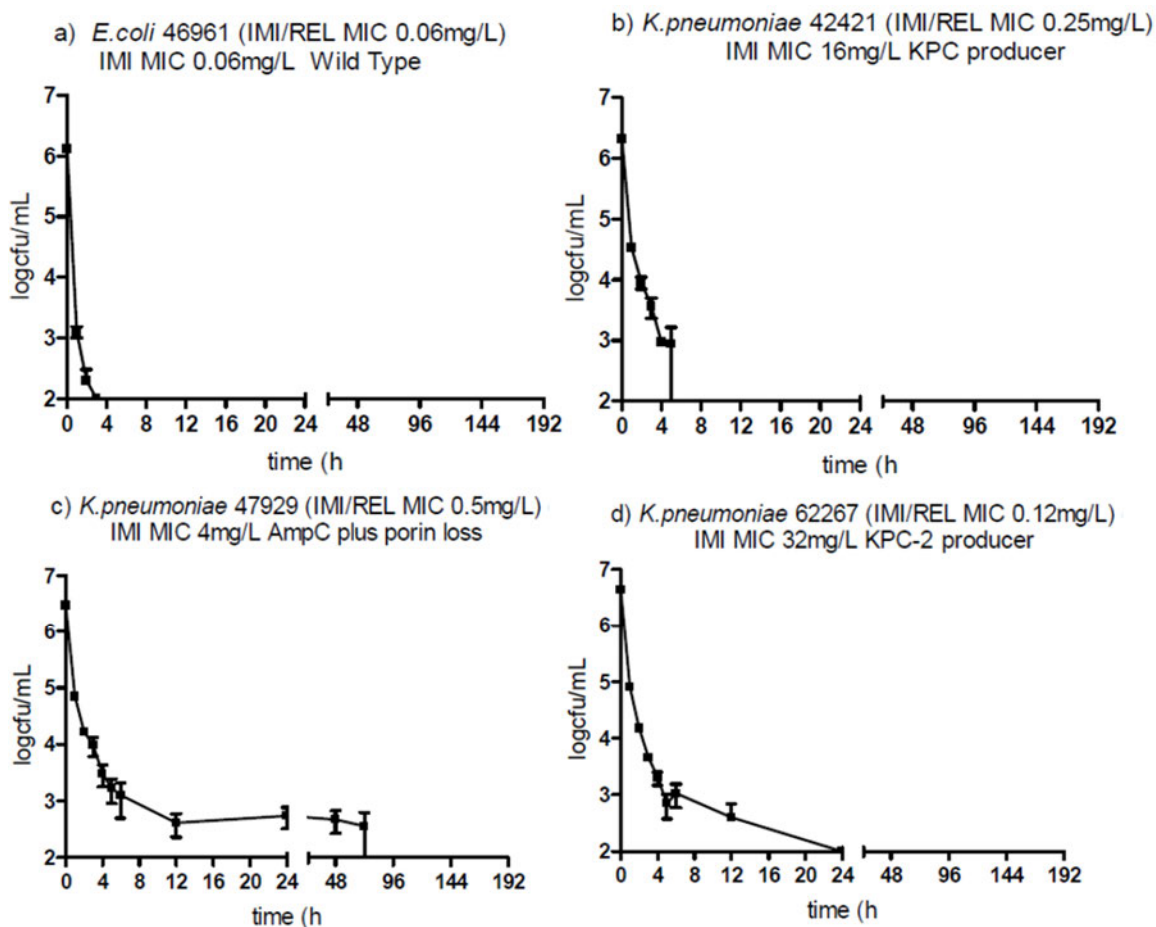 a) E.coli 46961 (IMI/REL MIC 0.06mg/L)
IMI MIC 0.06mg/L Wild Type
7
6
5
4
3
2
logcfu/mL
0 4 8 12 16 20 24 48 96 144 192
time (h
b) K.pneumoniae 42421 (IMI/REL MIC 0.25mg/L)
IMI MIC 16mg/L KPC producer
7
6
5
4
3
2
logcfu/mL
0 4 8 12 16 20 24 48 96 144 192
time (h
c) K.pneumoniae 47929 (IMI/REL MIC 0.5mg/L)
IMI MIC 4mg/L AmpC plus porin loss
7
6
5
4
3
2
logcfu/mL
0 4 8 12 16 20 24 48 96 144 192
time (h
d) K.pneumoniae 62267 (IMI/REL MIC 0.12mg/L)
IMI MIC 32mg/L KPC-2 producer
7
6
5
4
3
2
logcfu/mL
0 4 8 12 16 20 24 48 96 144 192
time (h